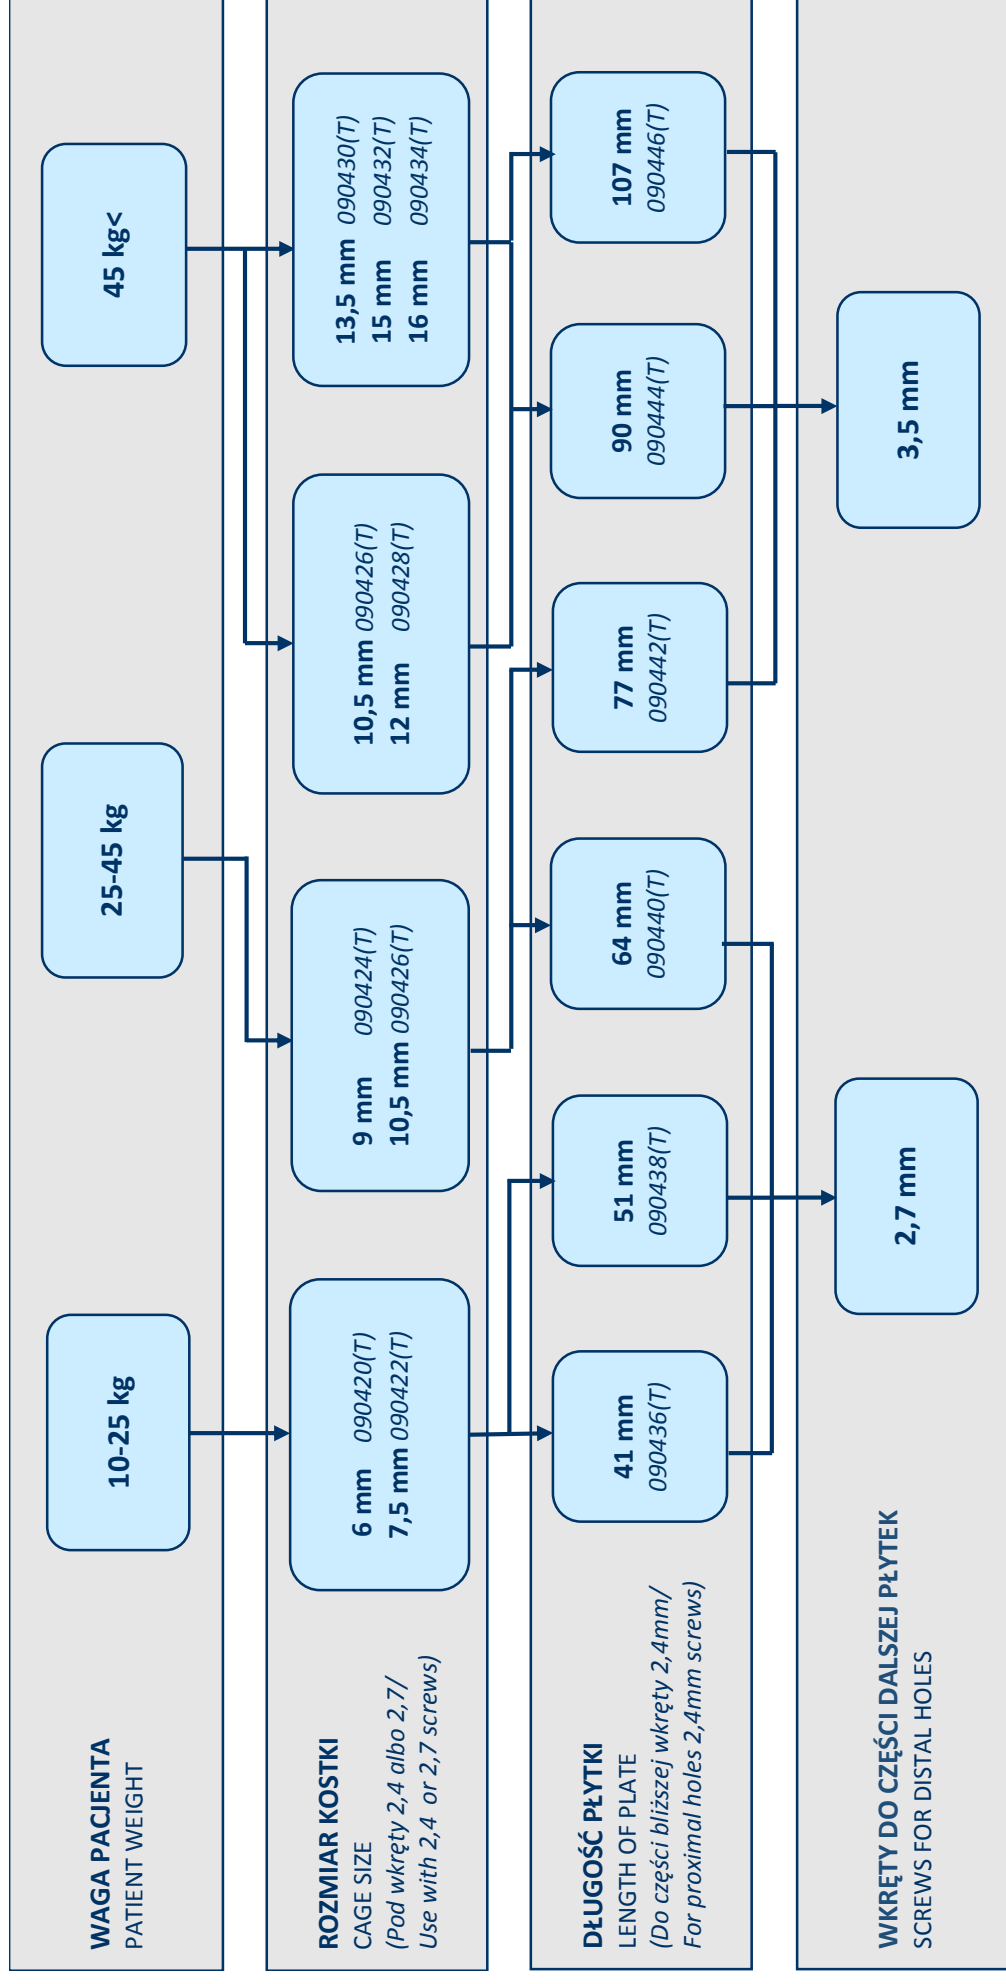 WAGA PACJENTA
PATIENT WEIGHT
10-25 kg
25-45 kg
45 kg<
ROZMIAR KOSTKI
CAGE SIZE
(Pod wkręty 2,4 albo 2,7/
Use with 2,4 or 2,7 screws)
6 mm 090420(T)
7,5 mm 090422(T)
9 mm 090424(T)
10,5 mm 090426(T)
10,5 mm 090426(T)
12 mm 090428(T)
13,5 mm 090430(T)
15 mm 090432(T)
16 mm 090434(T)
DŁUGOŚĆ PŁYTKI
LENGTH OF PLATE
(Do części bliższej wkręty 2,4mm/
For proximal holes 2,4mm screws)
41 mm
090436(T)
51 mm
090438(T)
64 mm
090440(T)
77 mm
090442(T)
90 mm
090444(T)
107 mm
090446(T)
WKRĘTY DO CZĘŚCI DALSZEJ PŁYTEK
SCREWS FOR DISTAL HOLES
2,7 mm
3,5 mm